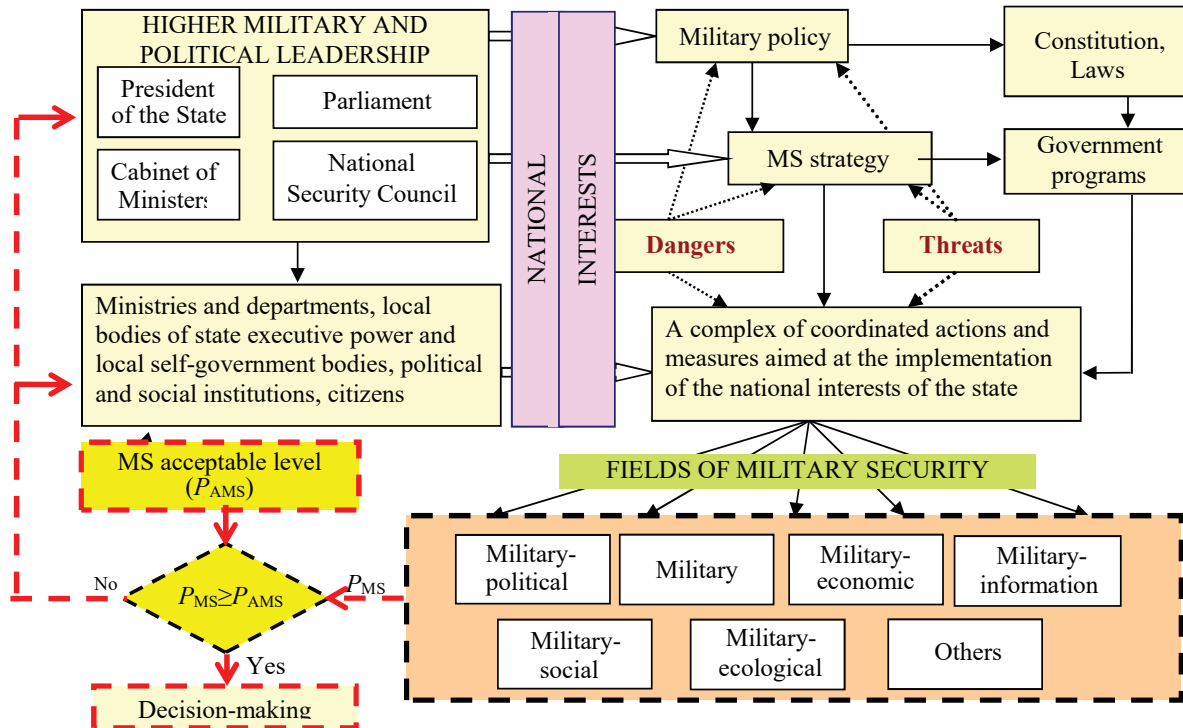 HIGHER MILITARY AND
POLITICAL LEADERSHIP
President
of the State
Parliament
Cabinet of
Ministers
National
Security Council
Ministries and departments, local
bodies of state executive power and
local self-government bodies, political
and social institutions, citizens
NATIONAL
INTERESTS
Military policy
Constitution,
Laws
MS strategy
Government
programs
Dangers
Threats
A complex of coordinated actions and
measures aimed at the implementation
of the national interests of the state
MS acceptable level
(P_AMS)
FIELDS OF MILITARY SECURITY
No
P_MS≥P_AMS
P_MS
Yes
Decision-making
Military-
political
Military
Military-
economic
Military-
information
Military-
social
Military-
ecological
Others